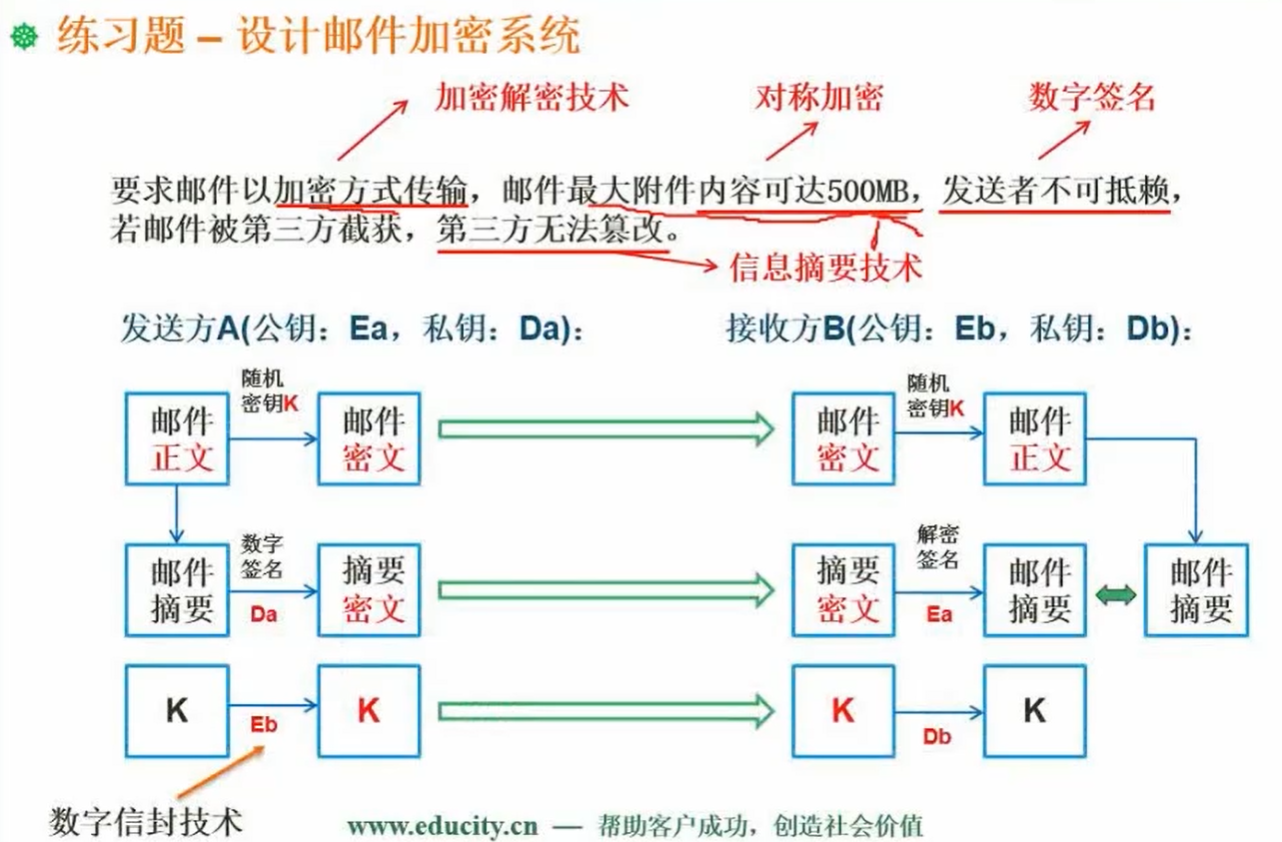 练习题 – 设计邮件加密系统
加密解密技术
对称加密
数字签名
要求邮件以加密方式传输，邮件最大附件内容可达500MB，发送者不可抵赖，
若邮件被第三方截获，第三方无法篡改。
信息摘要技术
发送方A(公钥：Ea，私钥：Da)：
接收方B(公钥：Eb，私钥：Db)：
邮件
正文
随机
密钥K
邮件
密文
邮件
密文
随机
密钥K
邮件
正文
邮件
摘要
数字
签名
Da
摘要
密文
摘要
密文
解密
签名
Ea
邮件
摘要
邮件
摘要
K
Eb
K
K
Db
K
数字信封技术
www.educity.cn — 帮助客户成功，创造社会价值